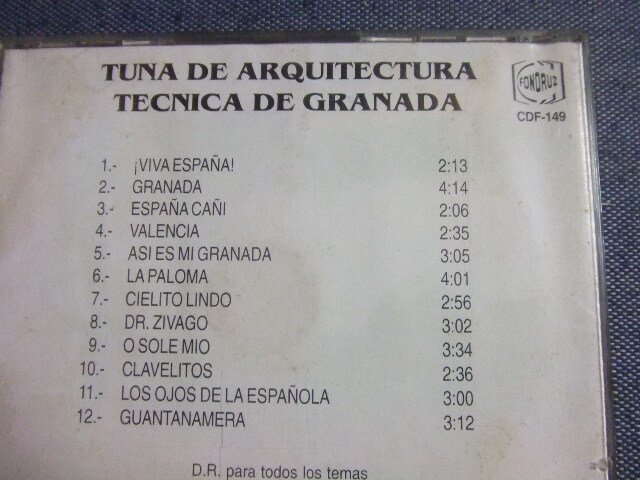 TUNA DE ARQUITECTURA
TECNICA DE GRANADA
FONORUZ
CDF-149
1.- ¡VIVA ESPAÑA! 2:13
2.- GRANADA 4:14
3.- ESPAÑA CAÑI 2:06
4.- VALENCIA 2:35
5.- ASI ES MI GRANADA 3:05
6.- LA PALOMA 4:01
7.- CIELITO LINDO 2:56
8.- DR. ZIVAGO 3:02
9.- O SOLE MIO 3:34
10.- CLAVELITOS 2:36
11.- LOS OJOS DE LA ESPAÑOLA 3:00
12.- GUANTANAMERA 3:12
D.R. para todos los temas